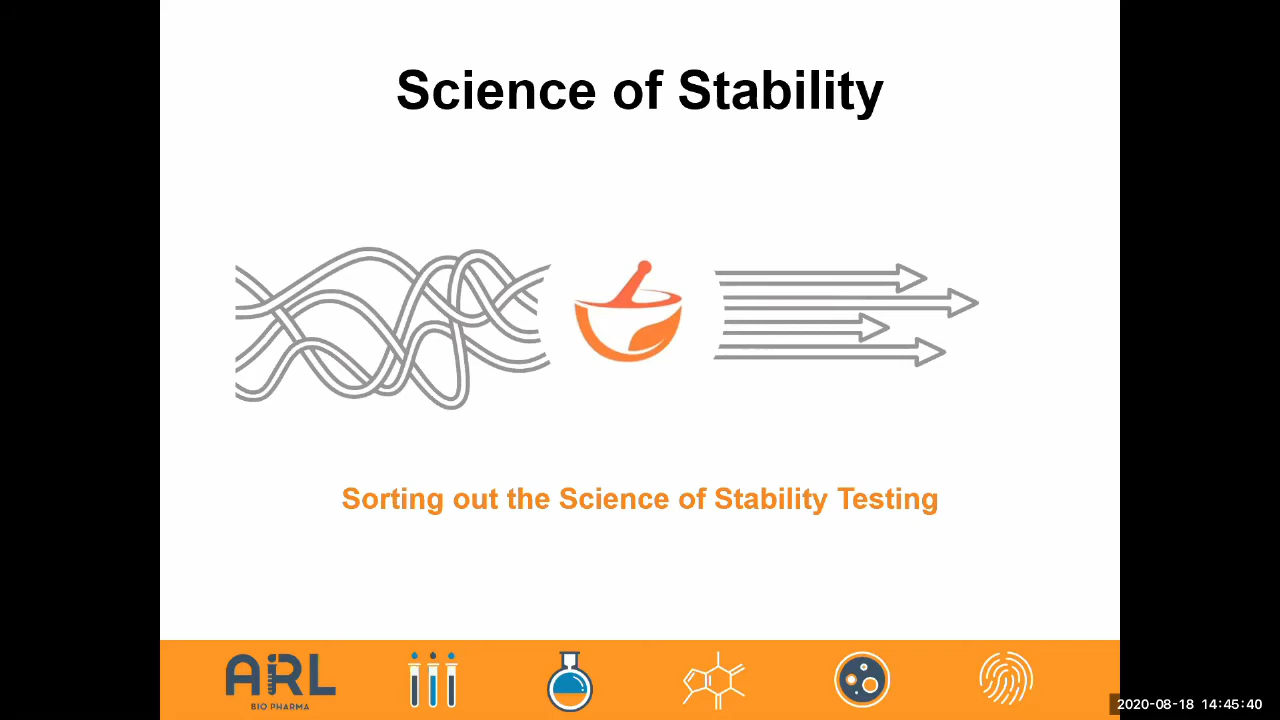 Science of Stability
Sorting out the Science of Stability Testing
ARL
BIO PHARMA
2020-08-18 14:45:40